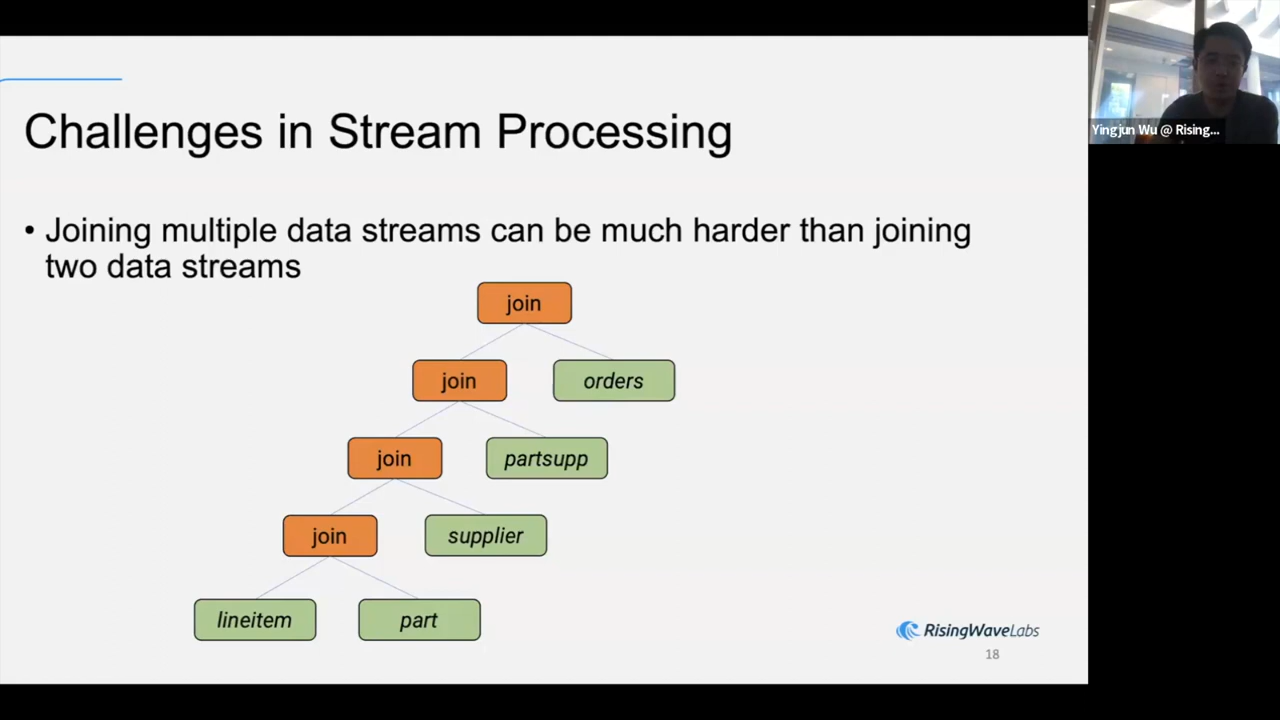 Challenges in Stream Processing
• Joining multiple data streams can be much harder than joining
two data streams
join
join
orders
join
partsupp
join
supplier
lineitem
part
RisingWaveLabs
18
Yingjun Wu @ Rising...